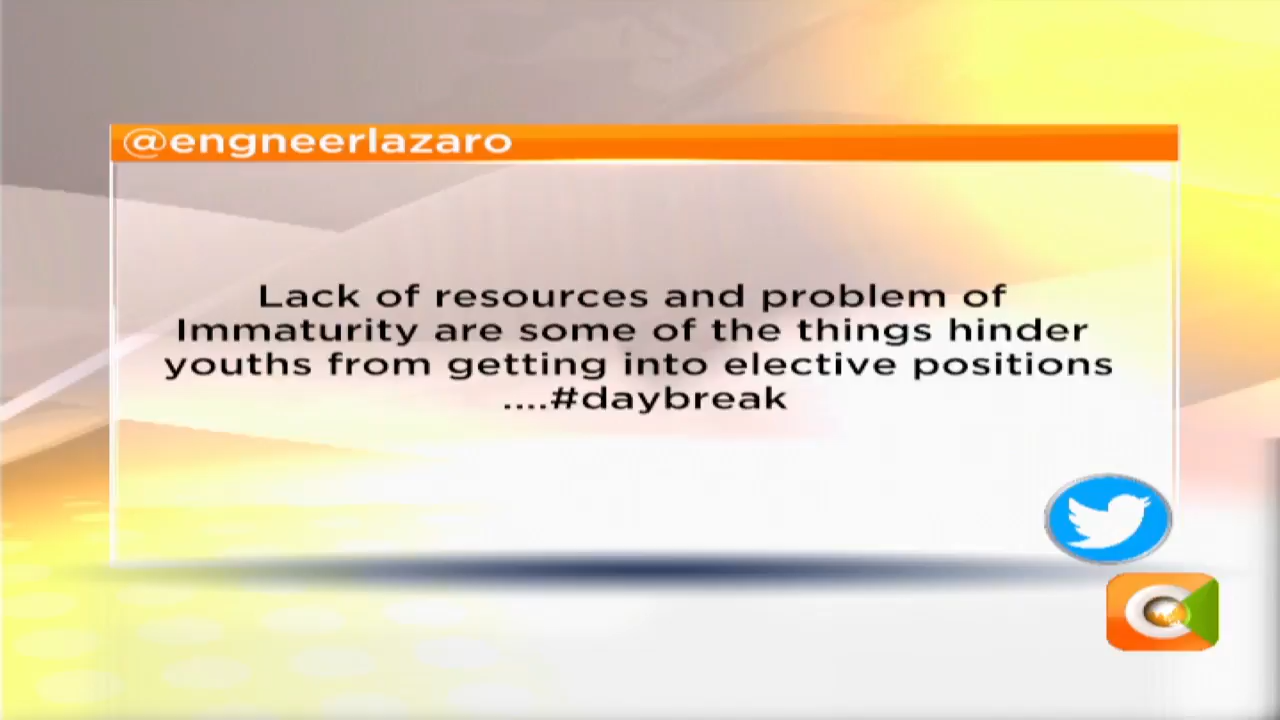 @engneerlazaro
Lack of resources and problem of
Immaturity are some of the things hinder
youths from getting into elective positions
....#daybreak